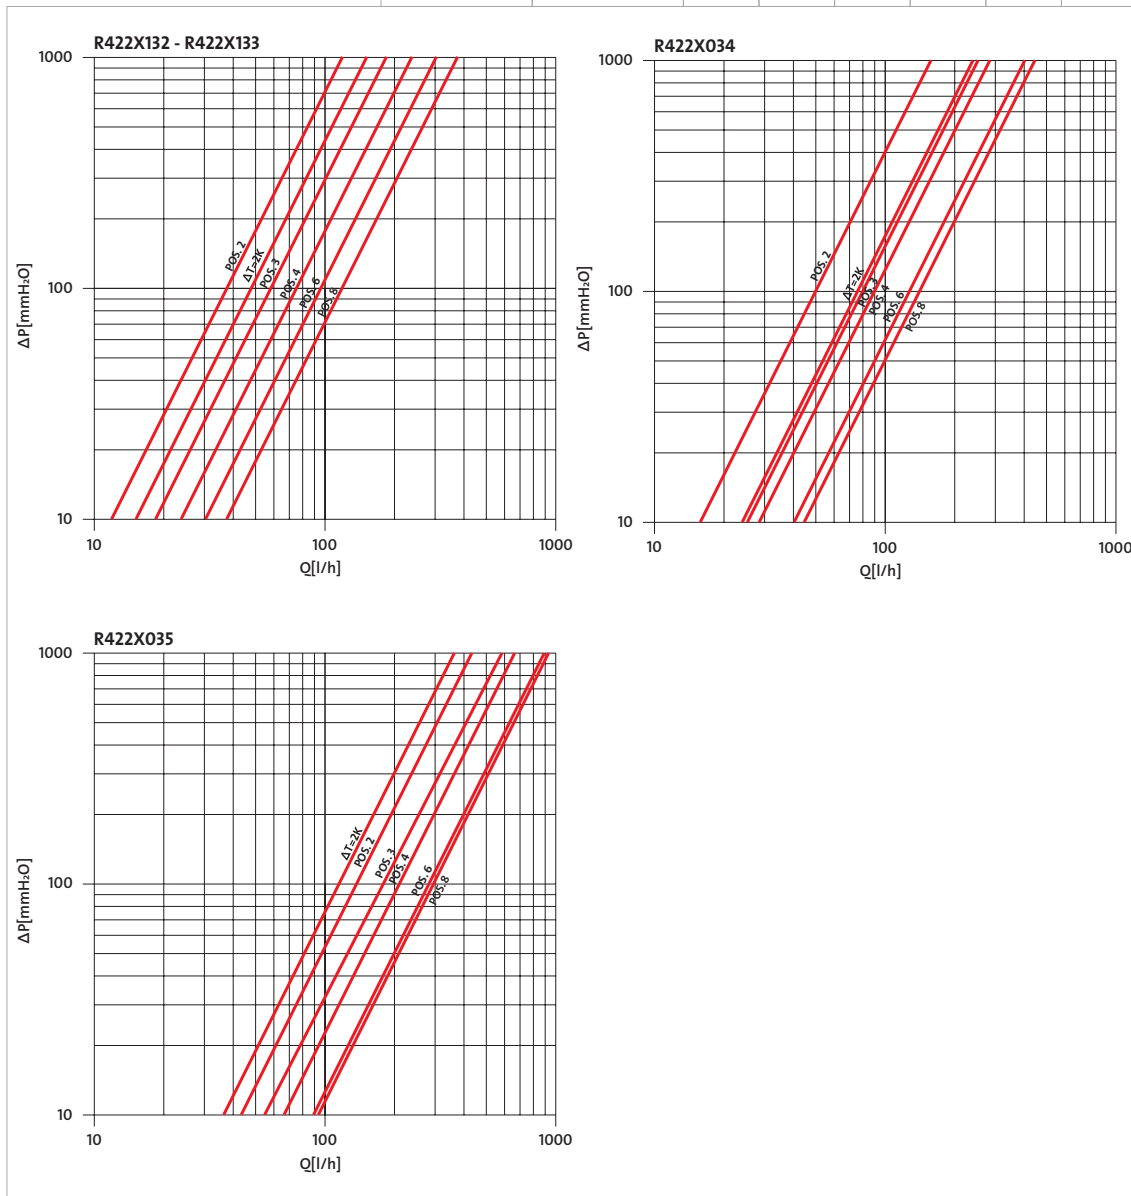 R422X132 - R422X133
1000
100
10
ΔP[mmH₂O]
POS. 2
ΔT=2K
POS. 3
POS. 4
POS. 6
POS.8
10
100
1000
Q[l/h]
R422X034
1000
100
10
ΔP[mmH₂O]
POS. 2
ΔT=2K
POS.3
POS. 4
POS. 6
POS.8
10
100
1000
Q[l/h]
R422X035
1000
100
10
ΔP[mmH₂O]
ΔT=2K
POS. 2
POS. 3
POS. 4
POS. 6
POS.8
10
100
1000
Q[l/h]